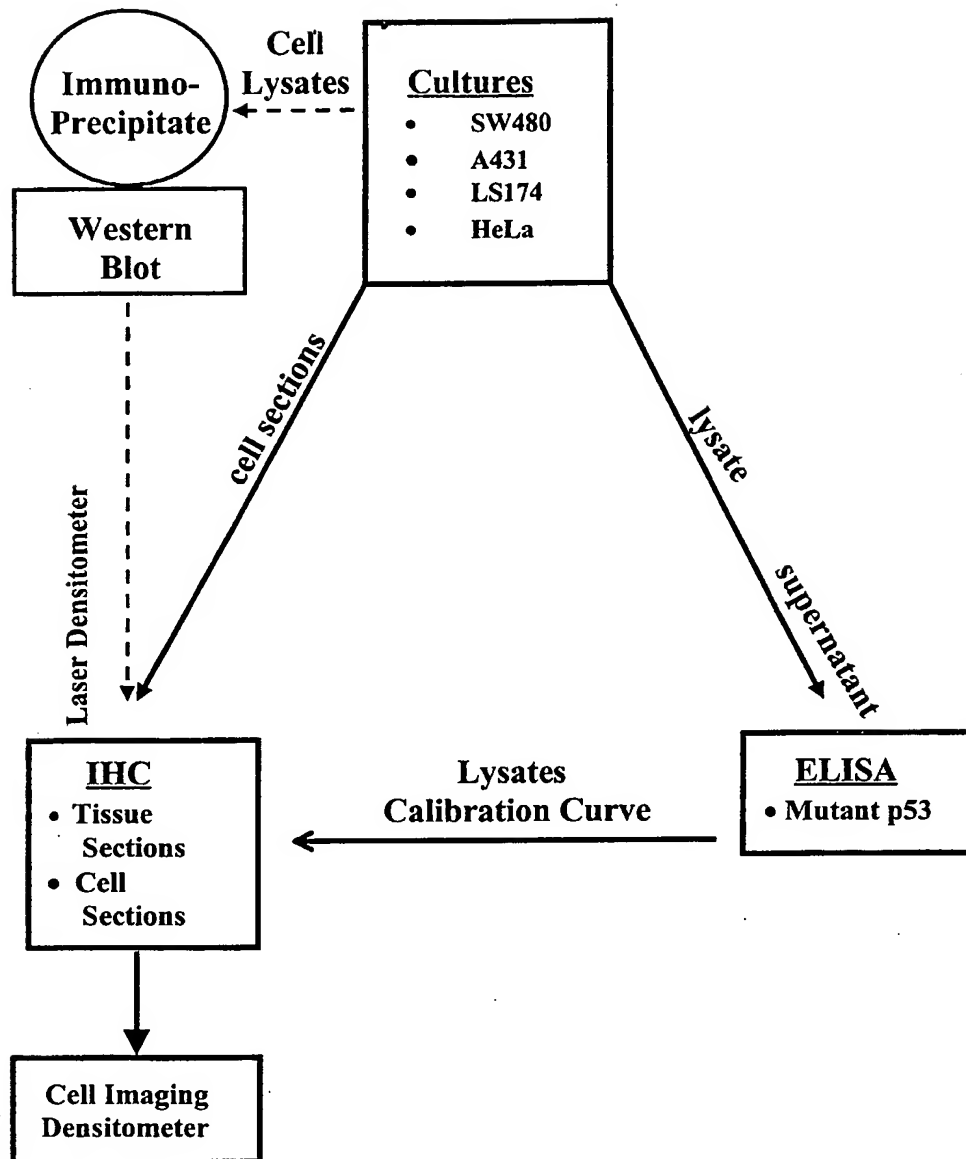 Immuno-
Precipitate
Cell
Lysates
Cultures
• SW480
• A431
• LS174
• HeLa
Western
Blot
cell sections
lysate
supernatant
Laser Densitometer
IHC
• Tissue
Sections
• Cell
Sections
Lysates
Calibration Curve
ELISA
• Mutant p53
Cell Imaging
Densitometer